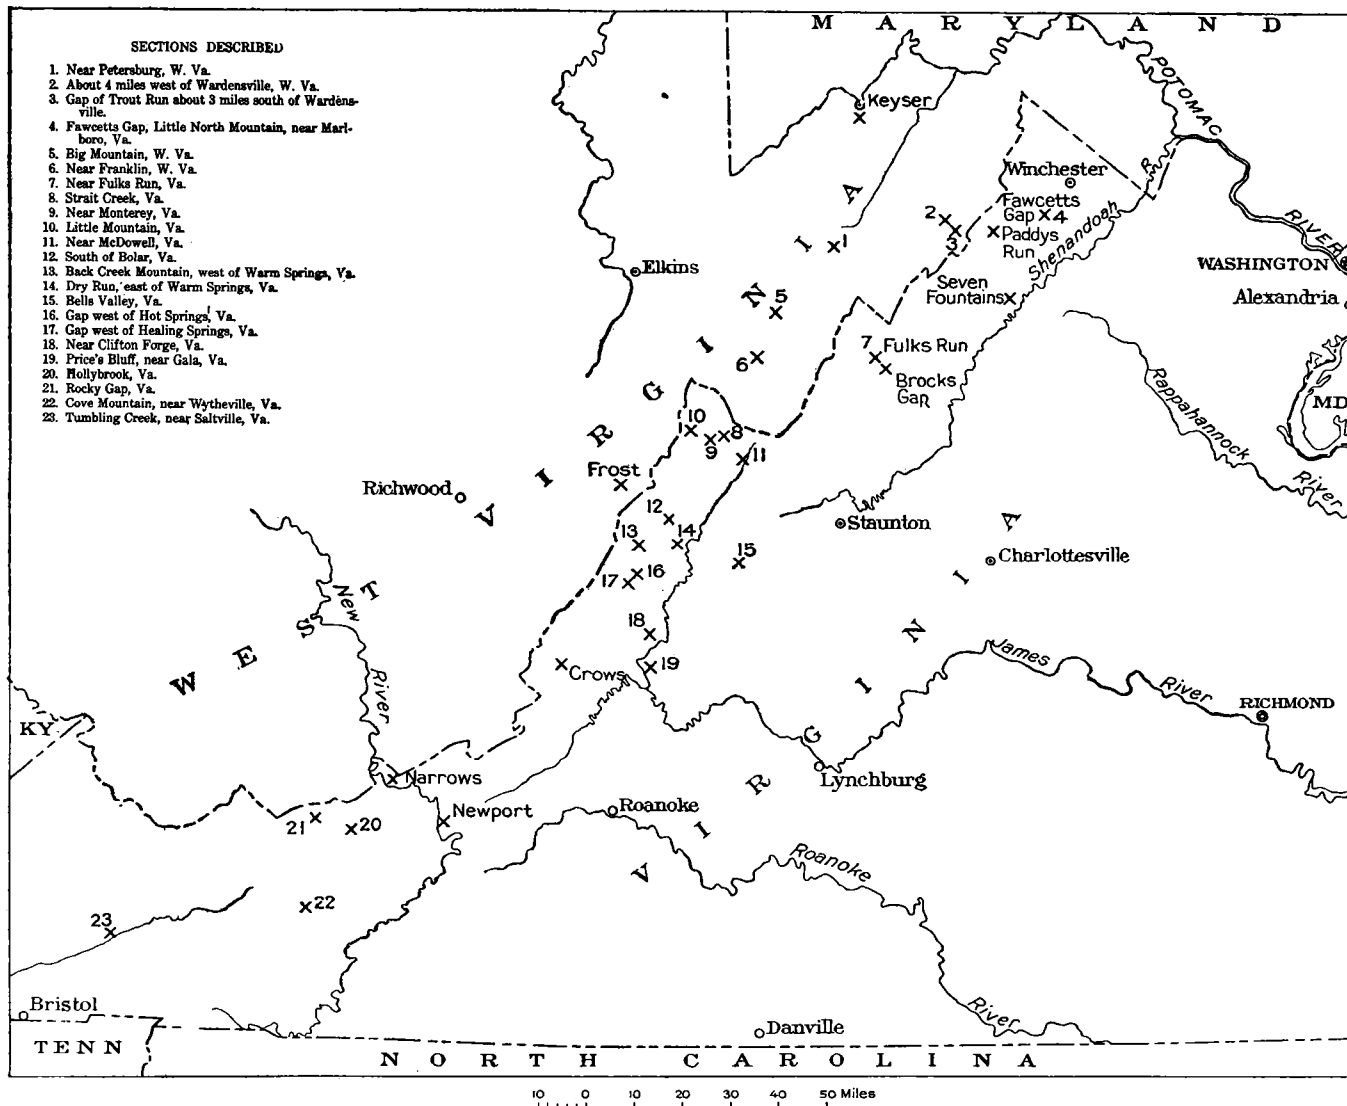 SECTIONS DESCRIBED
1. Near Petersburg, W. Va.
2. About 4 miles west of Wardensville, W. Va.
3. Gap of Trout Run about 3 miles south of Wardens-
ville.
4. Fawcetts Gap, Little North Mountain, near Marl-
boro, Va.
5. Big Mountain, W. Va.
6. Near Franklin, W. Va.
7. Near Fulks Run, Va.
8. Strait Creek, Va.
9. Near Monterey, Va.
10. Little Mountain, Va.
11. Near McDowell, Va.
12. South of Bolar, Va.
13. Back Creek Mountain, west of Warm Springs, Va.
14. Dry Run, east of Warm Springs, Va.
15. Bells Valley, Va.
16. Gap west of Hot Springs, Va.
17. Gap west of Healing Springs, Va.
18. Near Clifton Forge, Va.
19. Price's Bluff, near Gala, Va.
20. Hollybrook, Va.
21. Rocky Gap, Va.
22. Cove Mountain, near Wytheville, Va.
23. Tumbling Creek, near Saltville, Va.
MARYLAND
POTOMAC
RIVER
Keyser
Winchester
R.
Fawcetts
Gap
4
2
3
Paddys
Run
Shenandoah
1
WASHINGTON
Elkins
Seven
Fountains
Alexandria
5
7
Fulks Run
6
Brocks
Gap
Rappahannock
River
MD
10
8
9
11
Frost
Richwood
12
Staunton
13
14
15
Charlottesville
16
17
New
River
WEST VIRGINIA
18
19
Crows
James
River
RICHMOND
KY
VIRGINIA
Lynchburg
Narrows
Newport
Roanoke
21
20
Roanoke
River
22
23
Bristol
Danville
TENN
NORTH CAROLINA
10 0 10 20 30 40 50 Miles